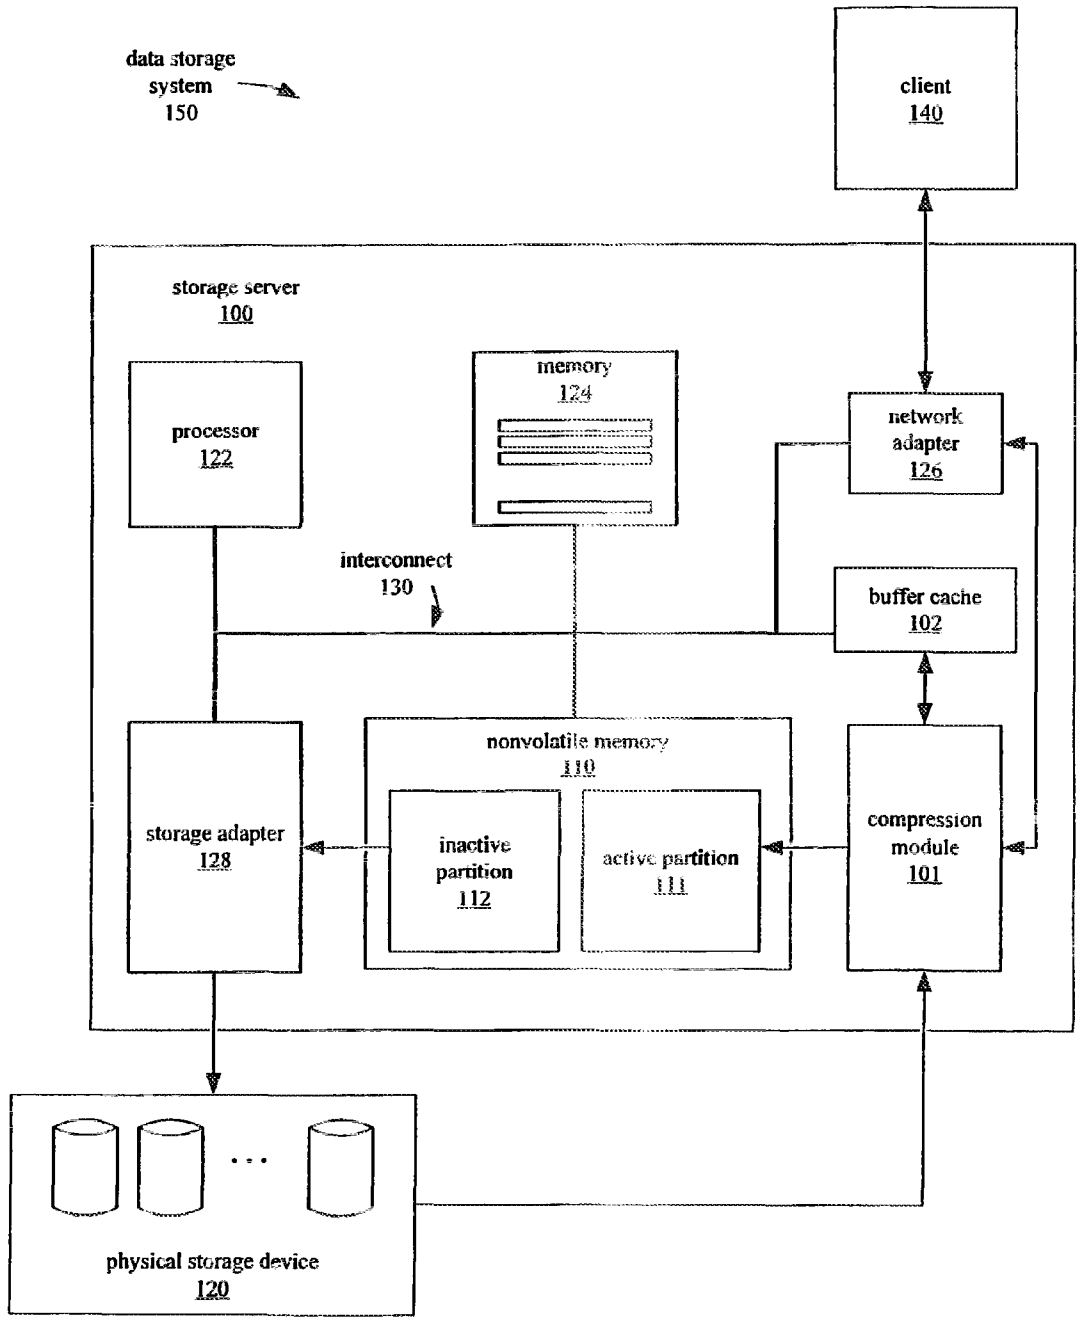 data storage
system
150
client
140
storage server
100
processor
122
memory
124
network
adapter
126
interconnect
130
buffer cache
102
storage adapter
128
nonvolatile memory
110
inactive
partition
112
active partition
111
compression
module
101
physical storage device
120